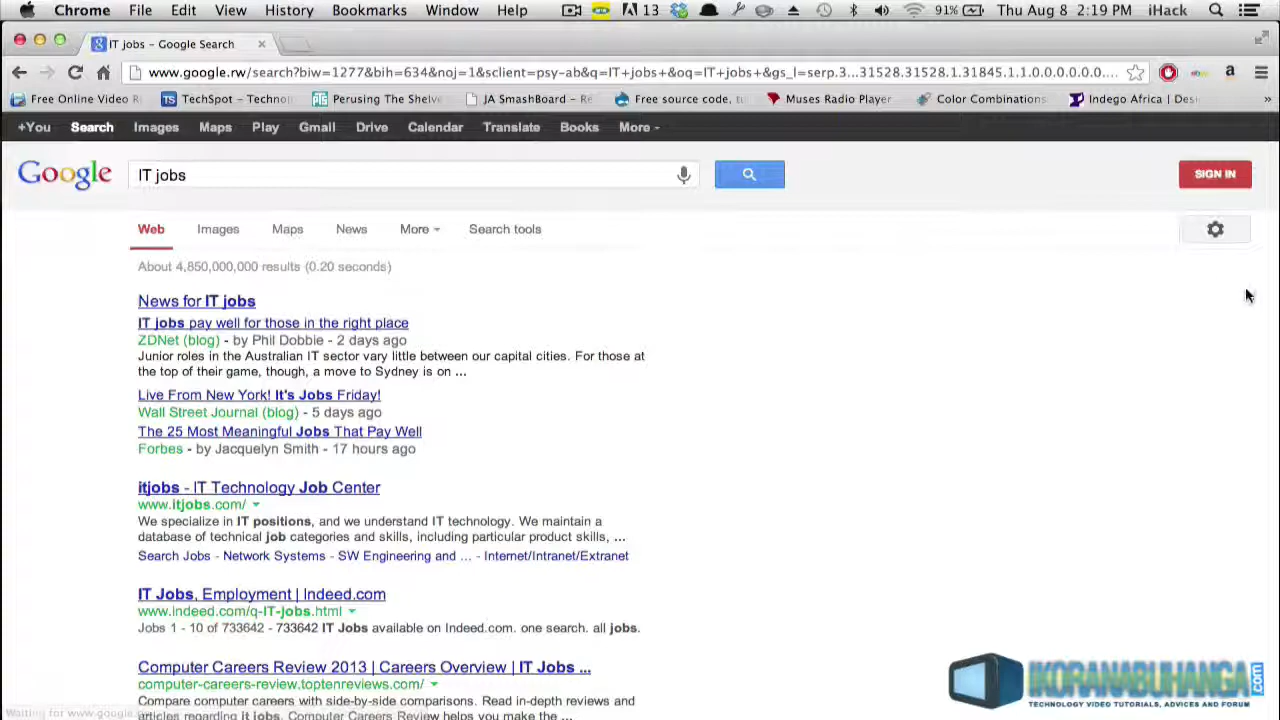 Chrome File Edit View History Bookmarks Window Help 13 91% Thu Aug 8 2:19 PM iHack
IT jobs - Google Search
www.google.rw/search?biw=1277&bih=634&noj=1&sclient=psy-ab&q=IT+jobs+&oq=IT+jobs+&gs_l=serp.3...31528.31528.1.31845.1.1.0.0.0.0.0.0....
Free Online Video R TechSpot - Technol Perusing The Shelve JA SmashBoard - Re Free source code, tu Muses Radio Player Color Combinations Indego Africa | Desi »
+You Search Images Maps Play Gmail Drive Calendar Translate Books More
Google IT jobs SIGN IN
Web Images Maps News More Search tools
About 4,850,000,000 results (0.20 seconds)
News for IT jobs
IT jobs pay well for those in the right place
ZDNet (blog) - by Phil Dobbie - 2 days ago
Junior roles in the Australian IT sector vary little between our capital cities. For those at
the top of their game, though, a move to Sydney is on ...
Live From New York! It's Jobs Friday!
Wall Street Journal (blog) - 5 days ago
The 25 Most Meaningful Jobs That Pay Well
Forbes - by Jacquelyn Smith - 17 hours ago
itjobs - IT Technology Job Center
www.itjobs.com/
We specialize in IT positions, and we understand IT technology. We maintain a
database of technical job categories and skills, including particular product skills, ...
Search Jobs - Network Systems - SW Engineering and ... - Internet/Intranet/Extranet
IT Jobs, Employment | Indeed.com
www.indeed.com/q-IT-jobs.html
Jobs 1 - 10 of 733642 - 733642 IT Jobs available on Indeed.com. one search. all jobs.
Computer Careers Review 2013 | Careers Overview | IT Jobs ...
computer-careers-review.toptenreviews.com/
Compare computer careers with side-by-side comparisons. Read in-depth reviews and
articles regarding it jobs. Computer Careers Review helps you make the ...
Waiting for www.google.
IKORANABUHANGA.com
TECHNOLOGY VIDEO TUTORIALS, ADVICES AND FORUM